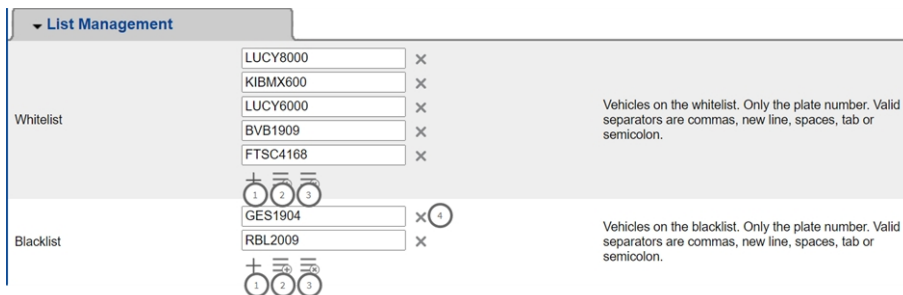 List Management
Whitelist
LUCY8000
KIBMX600
LUCY6000
BVB1909
FTSC4168
1 2 3
Vehicles on the whitelist. Only the plate number. Valid
separators are commas, new line, spaces, tab or
semicolon.
Blacklist
GES1904
4
RBL2009
1 2 3
Vehicles on the blacklist. Only the plate number. Valid
separators are commas, new line, spaces, tab or
semicolon.